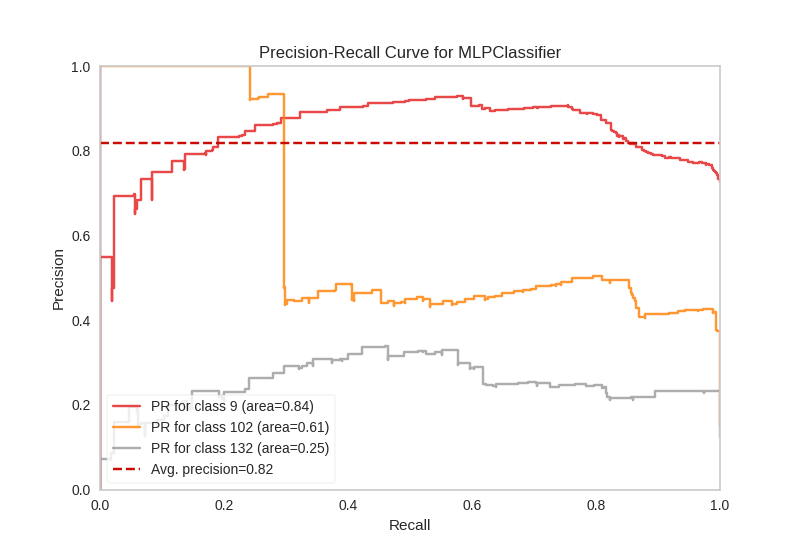 Precision-Recall Curve for MLPClassifier
1.0
0.8
0.6
0.4
0.2
0.0
Precision
PR for class 9 (area=0.84)
PR for class 102 (area=0.61)
PR for class 132 (area=0.25)
Avg. precision=0.82
0.0 0.2 0.4 0.6 0.8 1.0
Recall